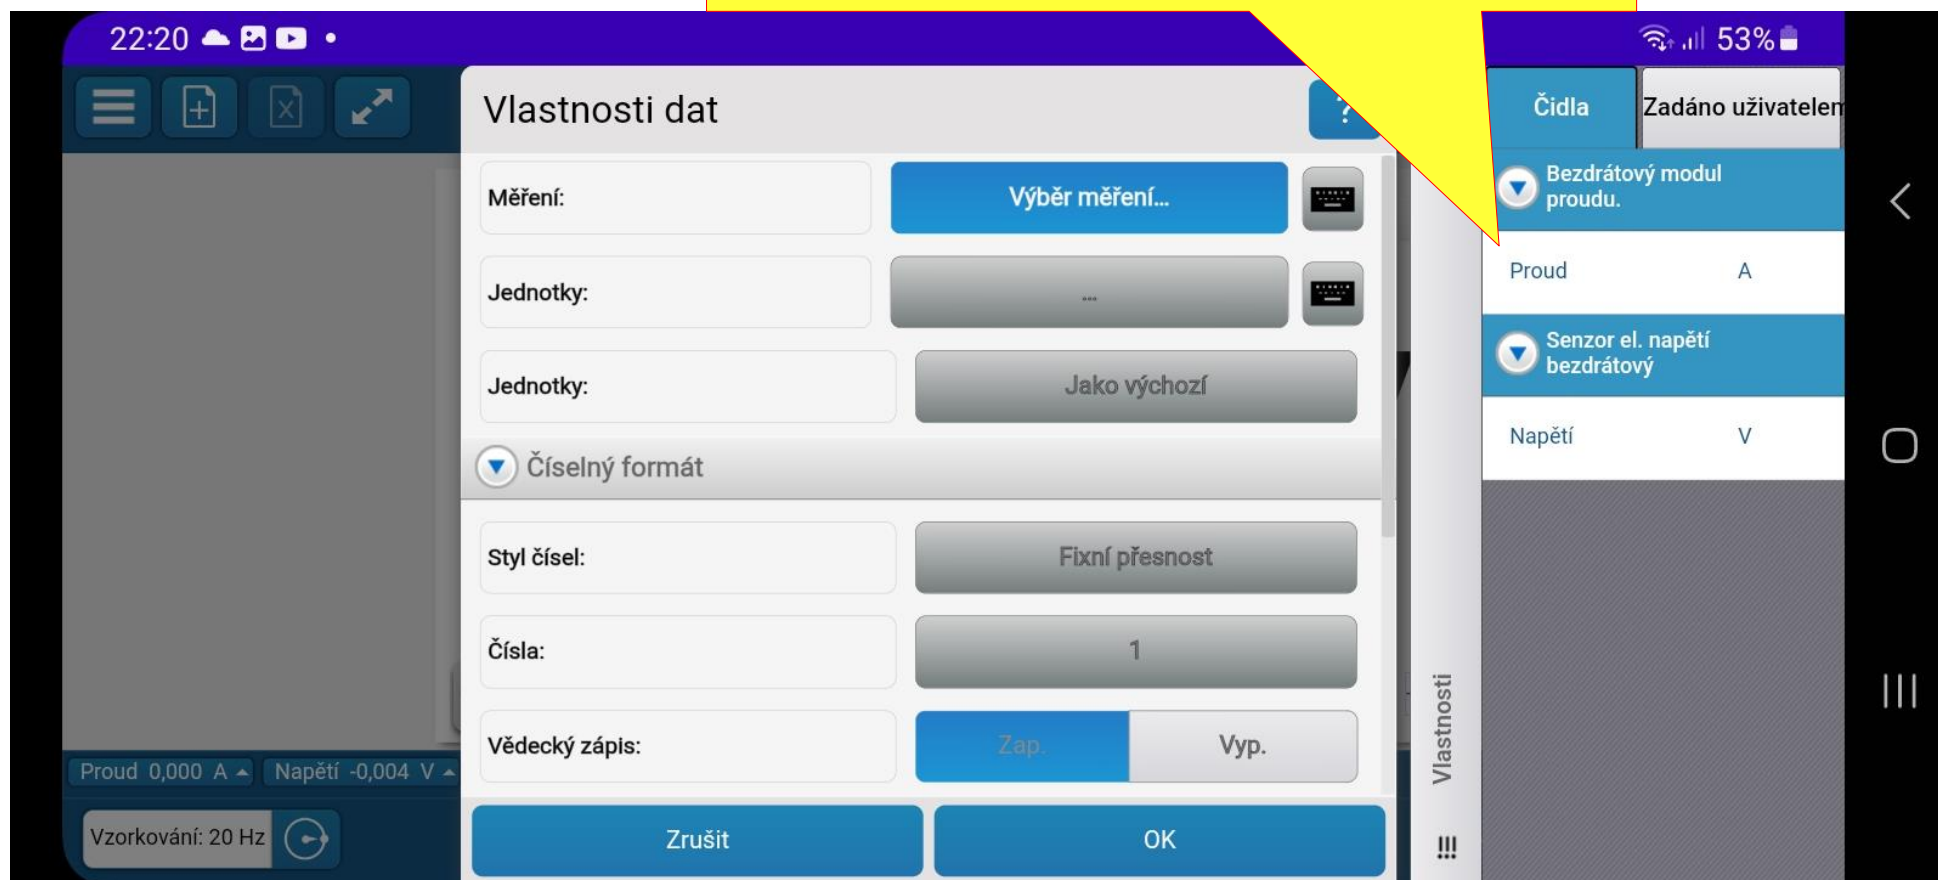 22:20
53%
Vlastnosti dat
?
Čidla
Zadáno uživatelem
Měření:
Výběr měření...
Bezdrátový modul
proudu.
Jednotky:
...
Proud A
Jednotky:
Jako výchozí
Senzor el. napětí
bezdrátový
Napětí V
Číselný formát
Styl čísel:
Fixní přesnost
Čísla:
1
Vědecký zápis:
Zap.
Vyp.
Vlastnosti
Proud 0,000 A
Napětí -0,004 V
Vzorkování: 20 Hz
Zrušit
OK